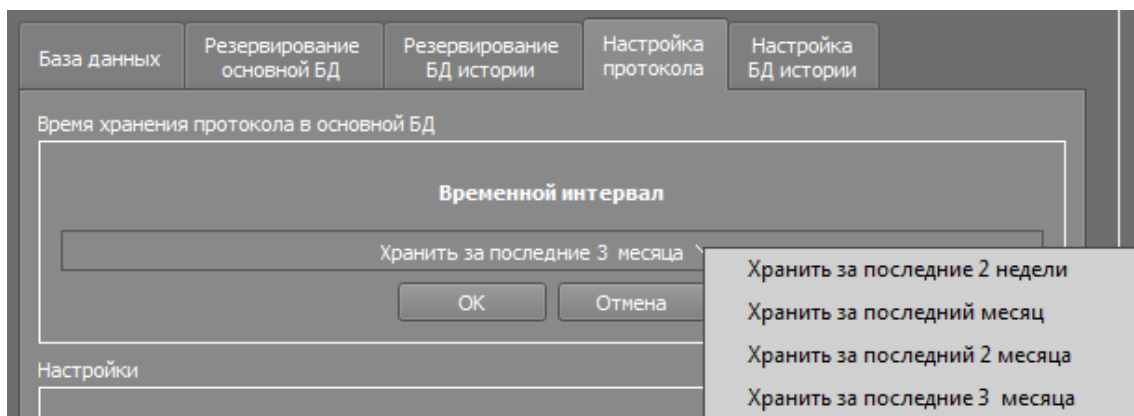 База данных
Резервирование
основной БД
Резервирование
БД истории
Настройка
протокола
Настройка
БД истории
Время хранения протокола в основной БД
Временной интервал
Хранить за последние 3 месяца
Хранить за последние 2 недели
ОК
Отмена
Хранить за последний месяц
Хранить за последний 2 месяца
Настройки
Хранить за последние 3 месяца